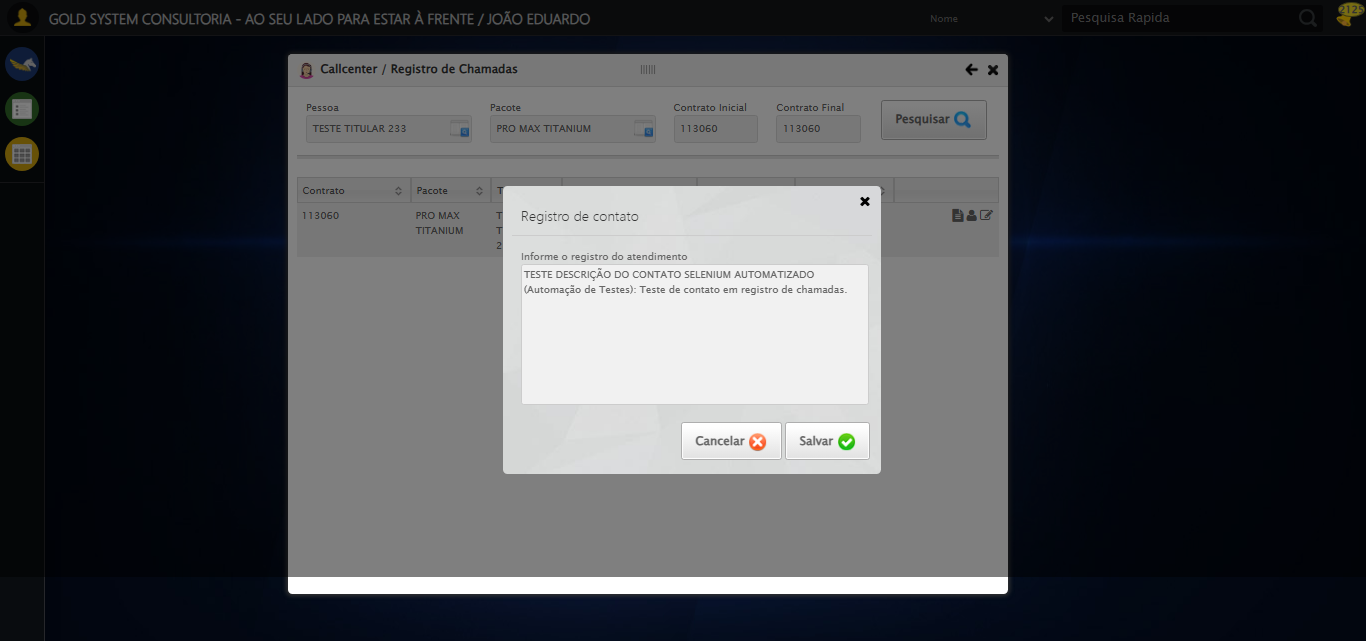 GOLD SYSTEM CONSULTORIA - AO SEU LADO PARA ESTAR À FRENTE / JOÃO EDUARDO
Nome
Pesquisa Rapida
2125
Callcenter / Registro de Chamadas
Pessoa
Pacote
Contrato Inicial
Contrato Final
TESTE TITULAR 233
PRO MAX TITANIUM
113060
113060
Pesquisar
Contrato
Pacote
T
113060
PRO MAX
TITANIUM
T
T
2
Registro de contato
Informe o registro do atendimento
TESTE DESCRIÇÃO DO CONTATO SELENIUM AUTOMATIZADO
(Automação de Testes): Teste de contato em registro de chamadas.
Cancelar
Salvar